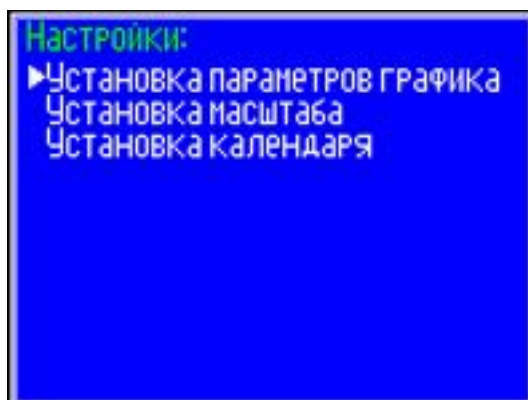 Настройки:
Установка параметров графика
Установка масштаба
Установка календаря